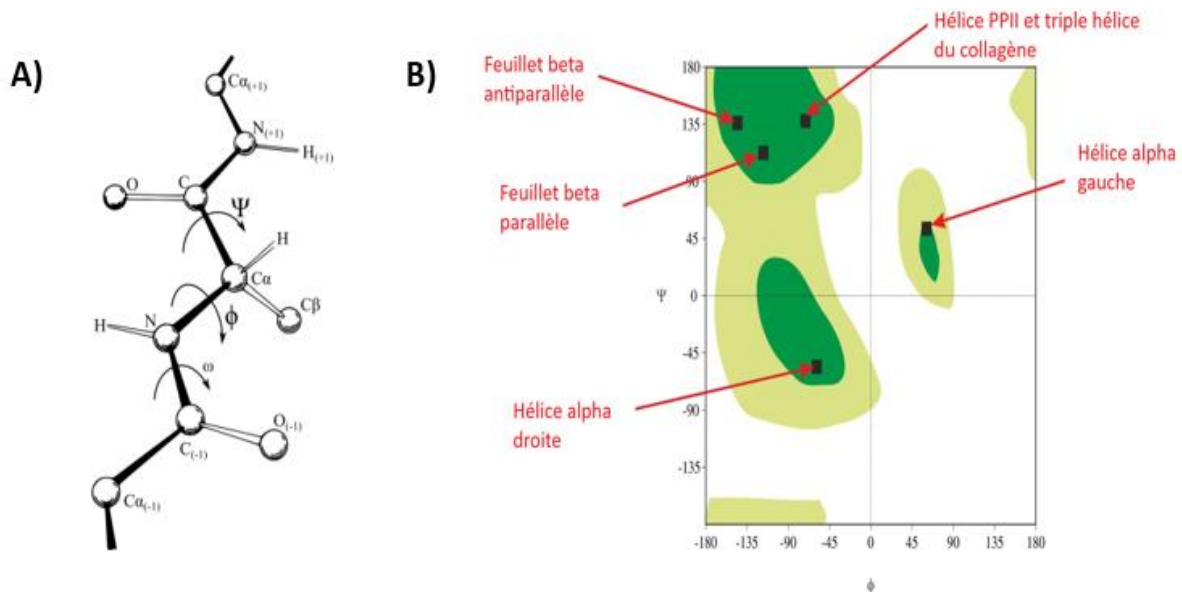 A)
Cα(+1)
N(+1)
H(+1)
O
C
Ψ
H
Cα
Cβ
H
N
ϕ
ω
O(-1)
C(-1)
Cα(-1)
B)
Hélice PPII et triple hélice
du collagène
Feuillet beta
antiparallèle
Feuillet beta
parallèle
Hélice alpha
gauche
Hélice alpha
droite
180
135
90
45
Ψ 0
-45
-90
-135
-180 -135 -90 -45 0 45 90 135 180
ϕ